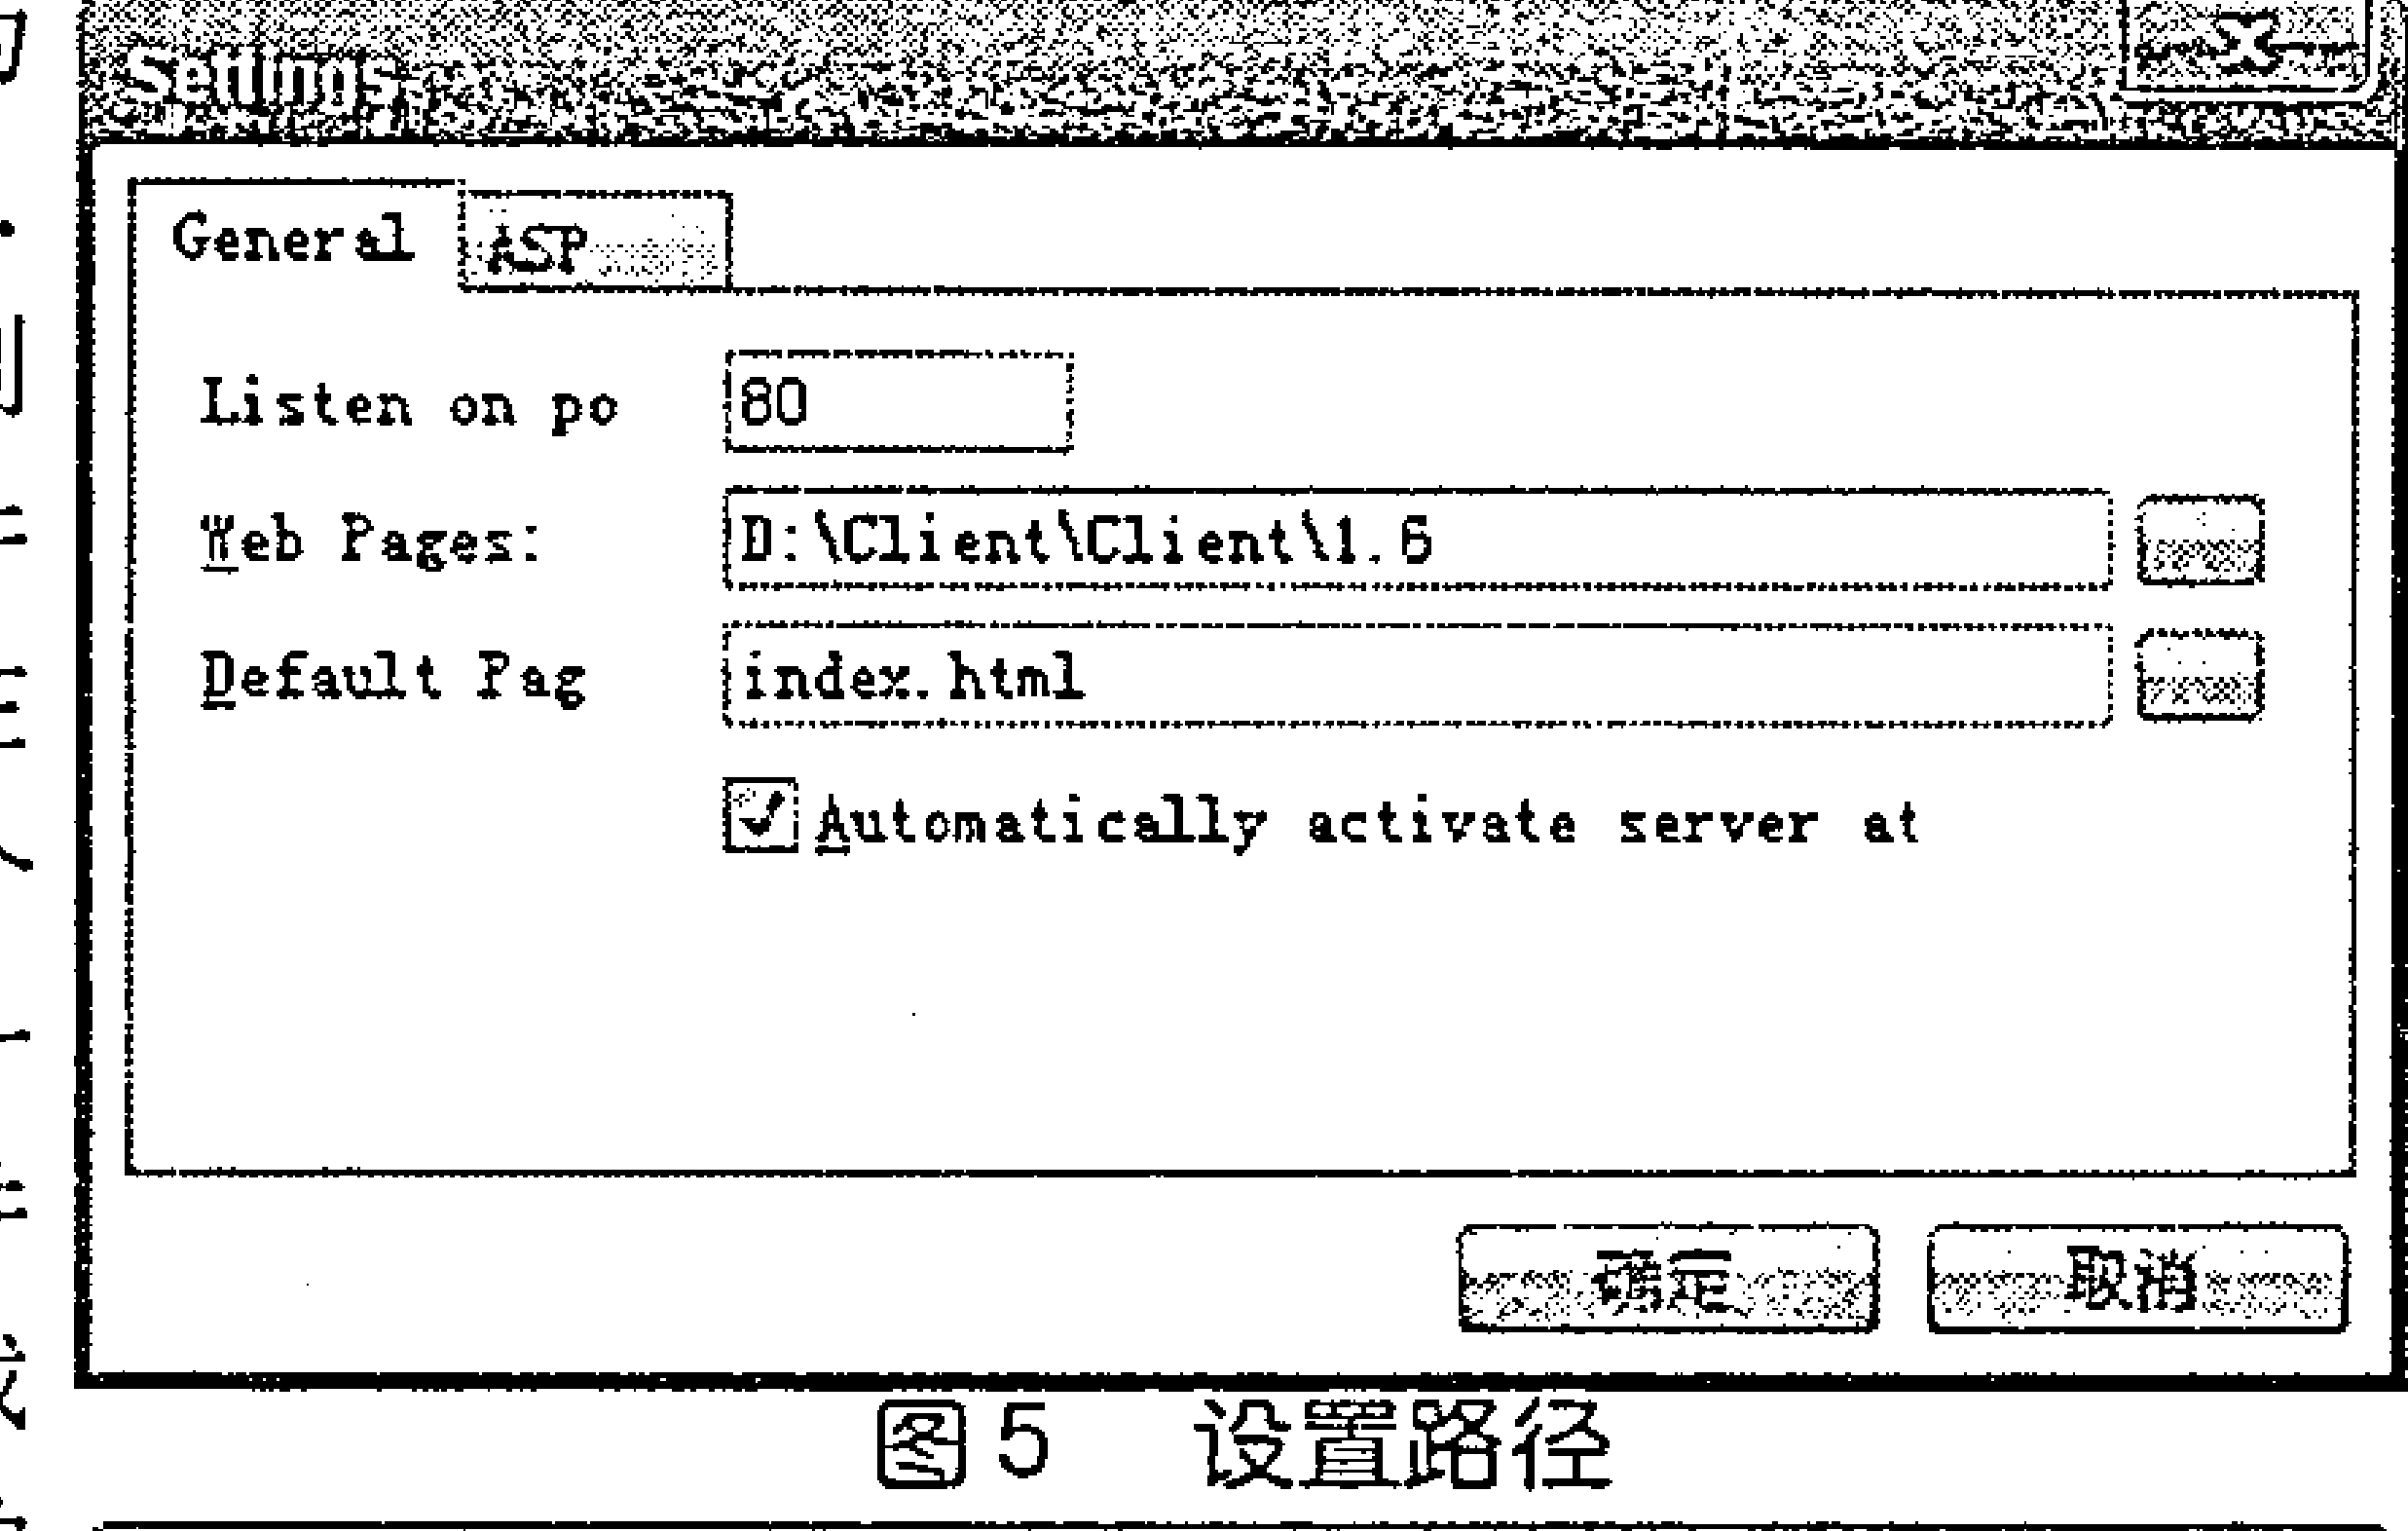 Settings
General ASP
Listen on po 80
Web Pages: D:\Client\Client\1.6
Default Pag index.html
Automatically activate server at
确定 取消
图5 设置路径